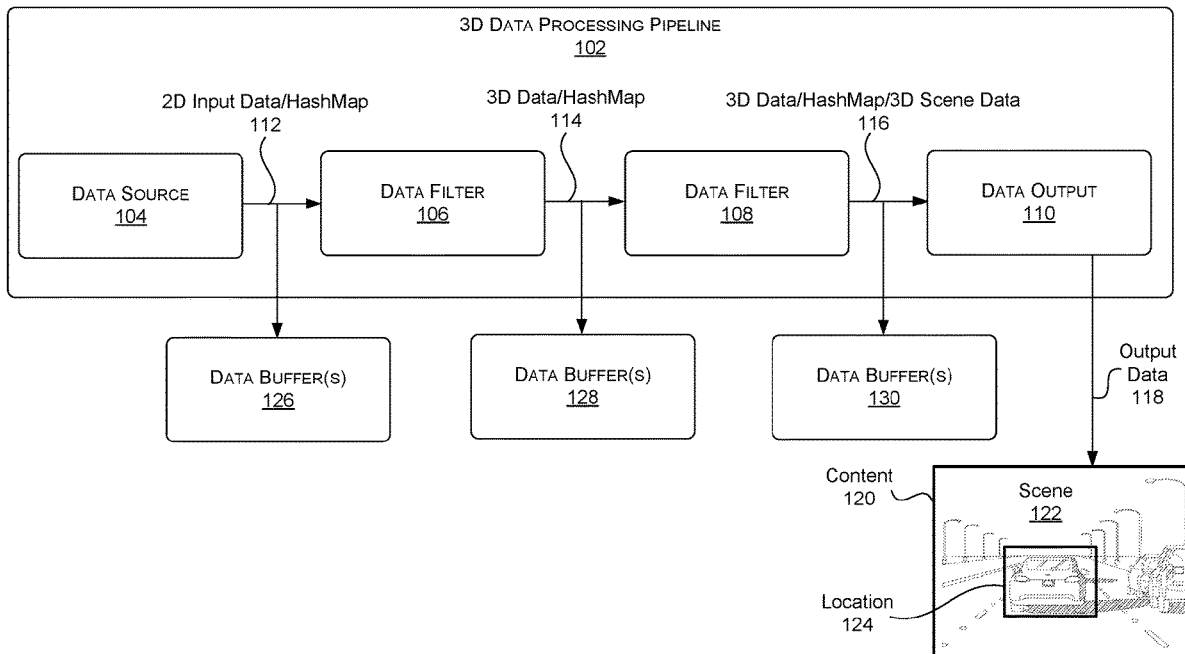 3D DATA PROCESSING PIPELINE
102
2D Input Data/HashMap
112
3D Data/HashMap
114
3D Data/HashMap/3D Scene Data
116
DATA SOURCE
104
DATA FILTER
106
DATA FILTER
108
DATA OUTPUT
110
DATA BUFFER(S)
126
DATA BUFFER(S)
128
DATA BUFFER(S)
130
Output
Data
118
Content
120
Scene
122
Location
124